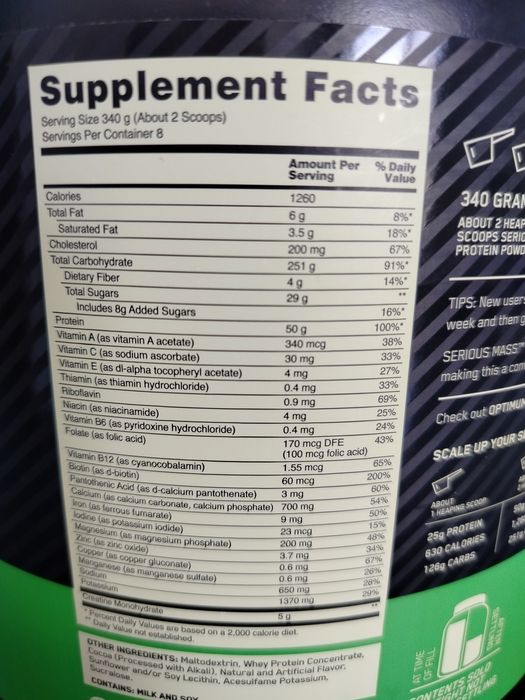 Supplement Facts
Serving Size 340 g (About 2 Scoops)
Servings Per Container 8
Amount Per Serving % Daily Value
Calories 1260
Total Fat 6 g 8%*
Saturated Fat 3.5 g 18%*
Cholesterol 200 mg 67%
Total Carbohydrate 251 g 91%*
Dietary Fiber 4 g 14%*
Total Sugars 29 g **
Includes 8g Added Sugars 16%*
Protein 50 g 100%*
Vitamin A (as vitamin A acetate) 340 mcg 38%
Vitamin C (as sodium ascorbate) 30 mg 33%
Vitamin E (as dl-alpha tocopheryl acetate) 4 mg 27%
Thiamin (as thiamin hydrochloride) 0.4 mg 33%
Riboflavin 0.9 mg 69%
Niacin (as niacinamide) 4 mg 25%
Vitamin B6 (as pyridoxine hydrochloride) 0.4 mg 24%
Folate (as folic acid) 170 mcg DFE 43%
(100 mcg folic acid)
Vitamin B12 (as cyanocobalamin) 1.55 mcg 65%
Biotin (as d-biotin) 60 mcg 200%
Pantothenic Acid (as d-calcium pantothenate) 3 mg 60%
Calcium (as calcium carbonate, calcium phosphate) 700 mg 54%
Iron (as ferrous fumarate) 9 mg 50%
Iodine (as potassium iodide) 23 mcg 15%
Magnesium (as magnesium phosphate) 200 mg 48%
Zinc (as zinc oxide) 3.7 mg 34%
Copper (as copper gluconate) 0.6 mg 67%
Manganese (as manganese sulfate) 0.6 mg 26%
Sodium 650 mg 28%
Potassium 1370 mg 29%
Creatine Monohydrate 5 g **
* Percent Daily Values are based on a 2,000 calorie diet.
** Daily Value not established.
OTHER INGREDIENTS: Maltodextrin, Whey Protein Concentrate,
Cocoa (Processed with Alkali), Natural and Artificial Flavor,
Sunflower and/or Soy Lecithin, Acesulfame Potassium,
Sucralose.
CONTAINS: MILK AND SOY
340 GRAM
ABOUT 2 HEAP
SCOOPS SERIO
PROTEIN POWD
TIPS: New users
week and then g
SERIOUS MASS™
making this a com
Check out OPTIMUM
SCALE UP YOUR S
ABOUT
1 HEAPING SCOOP
25g PROTEIN
630 CALORIES
126g CARBS
AT TIME
OF FILL
CONTENTS SOLD